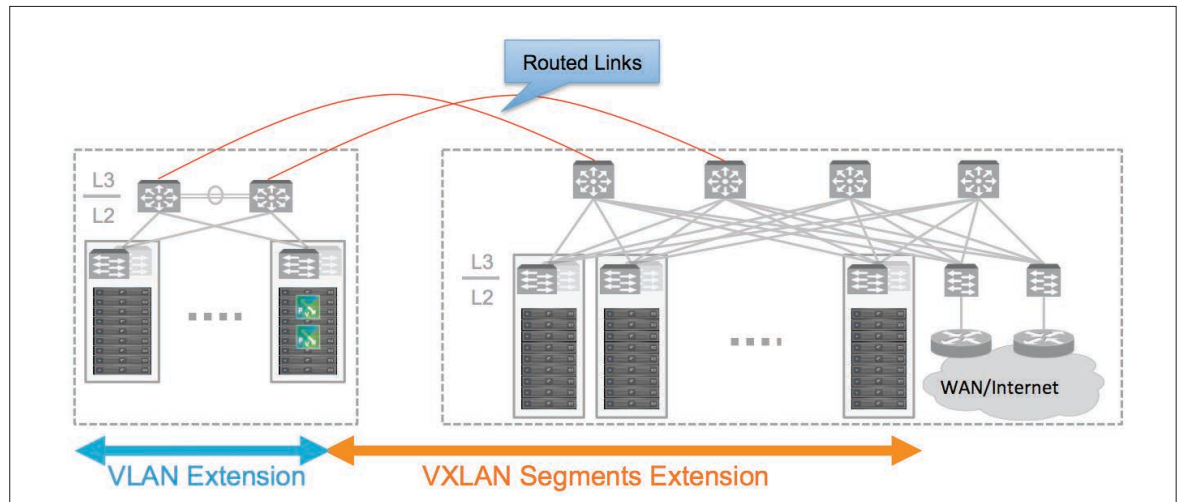 Routed Links
L3
L2
L3
L2
WAN/Internet
VLAN Extension
VXLAN Segments Extension